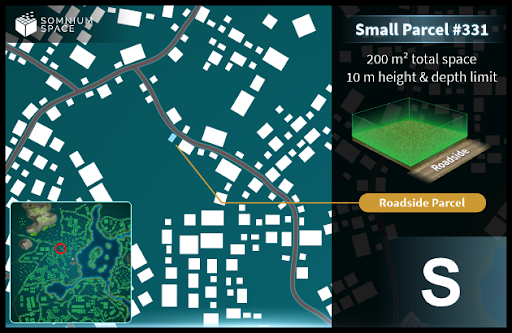 SOMNIUM
SPACE
Small Parcel #331
200 m² total space
10 m height & depth limit
Roadside
Roadside Parcel
S